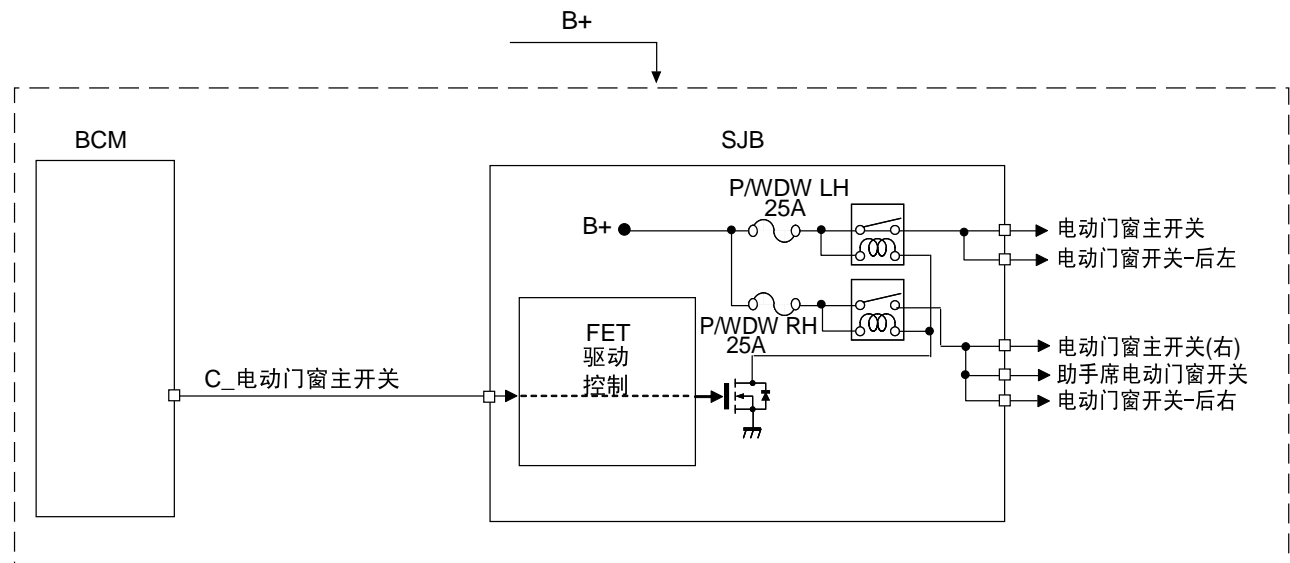 B+
BCM
SJB
P/WDW LH
25A
B+
电动门窗主开关
电动门窗开关-后左
P/WDW RH
25A
FET
驱动
控制
C_电动门窗主开关
电动门窗主开关(右)
助手席电动门窗开关
电动门窗开关-后右